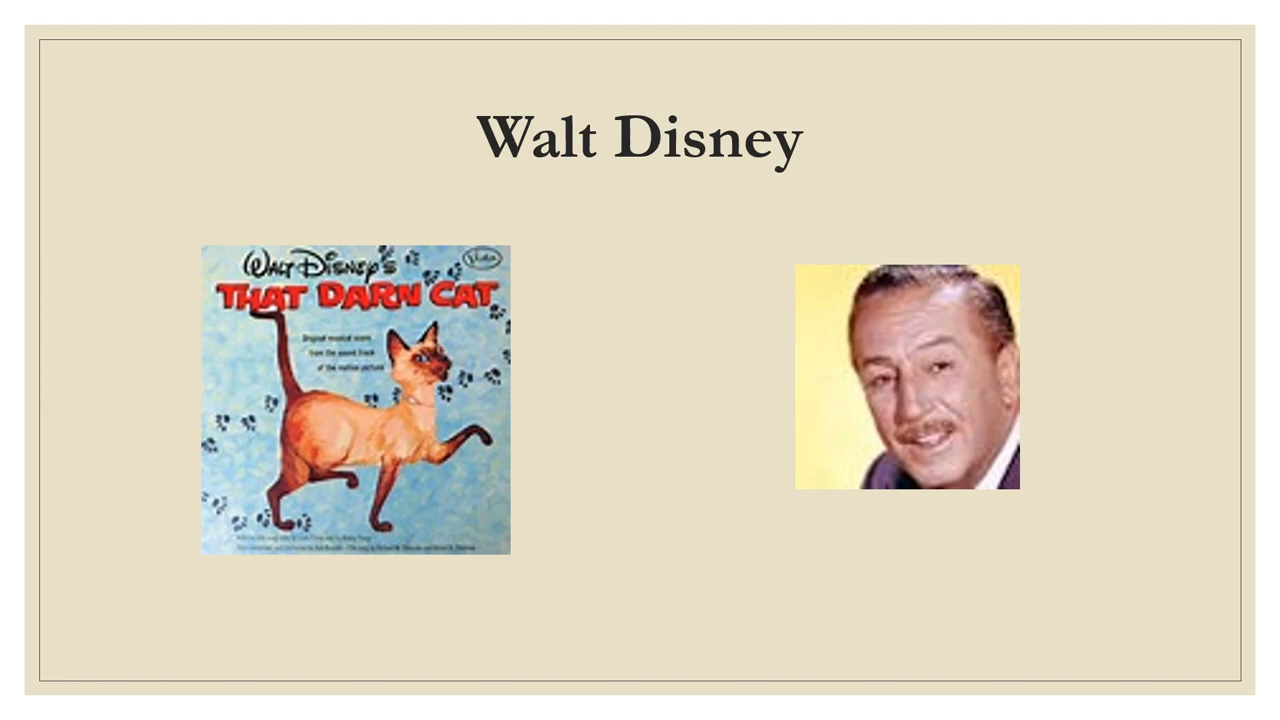 Walt Disney
Walt Disney's
THAT DARN CAT
Original musical score
from the sound track
of the motion picture